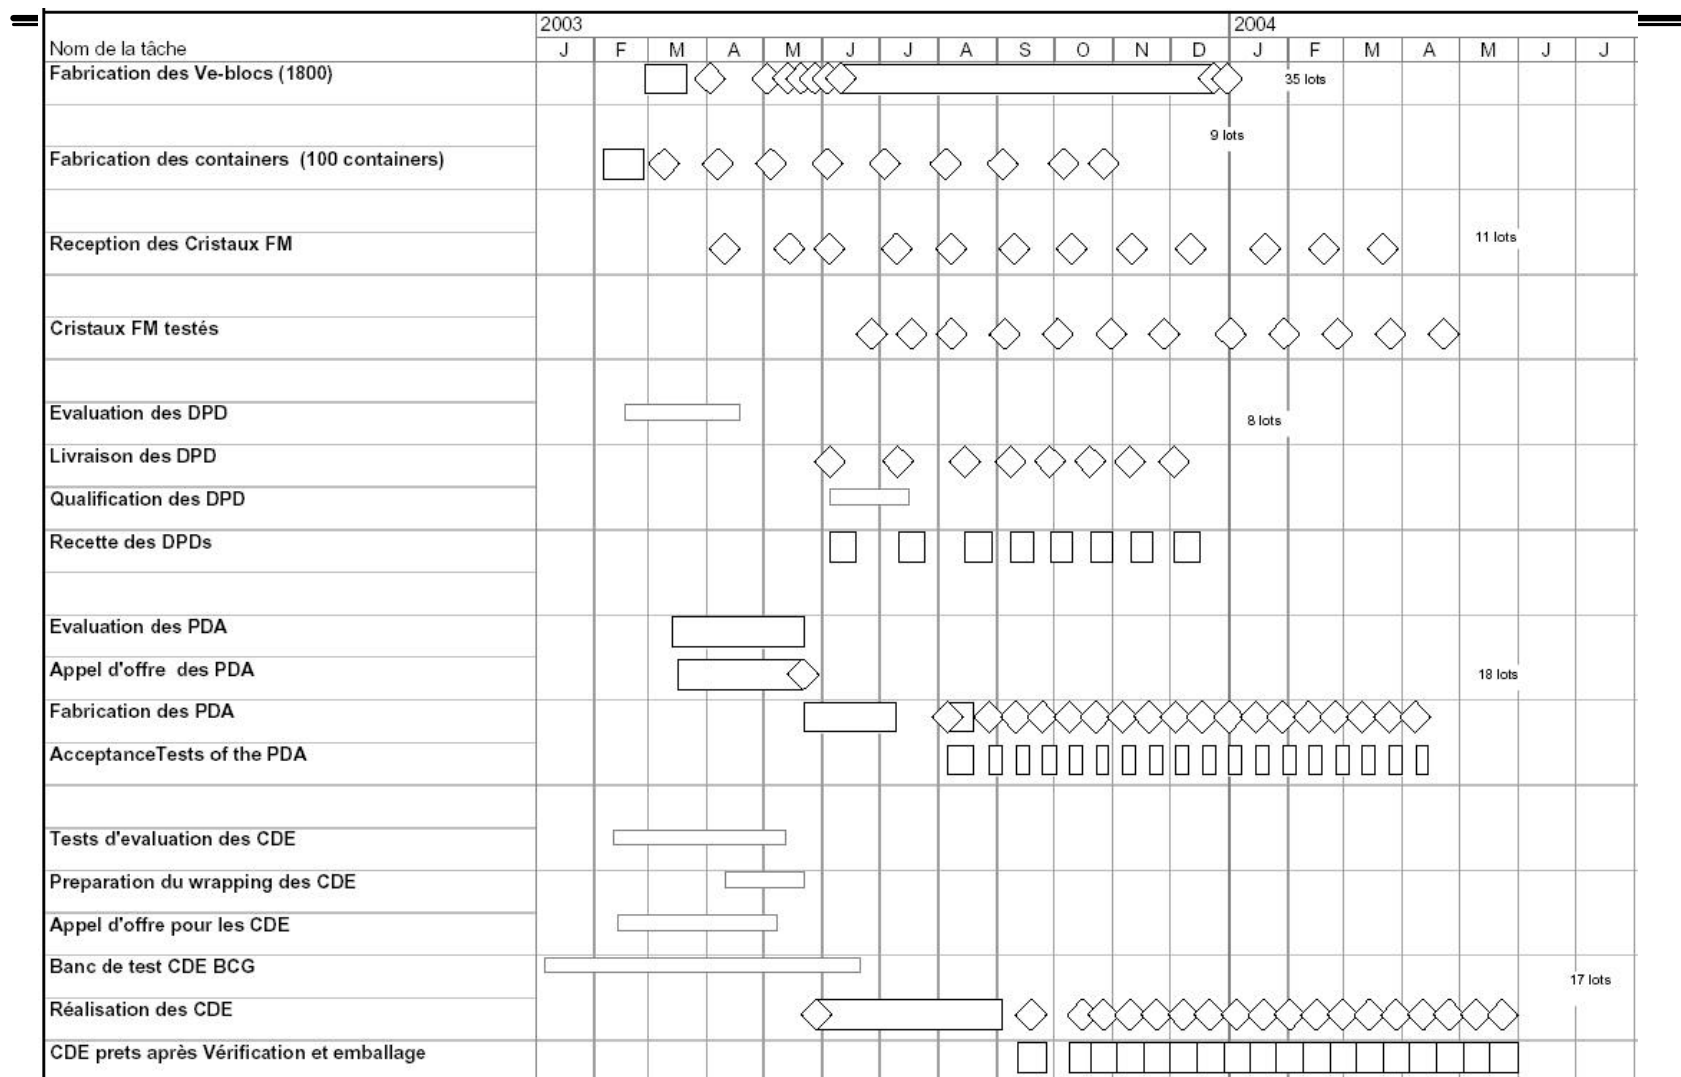 2003 2004
Nom de la tâche J F M A M J J A S O N D J F M A M J J
Fabrication des Ve-blocs (1800) 35 lots
9 lots
Fabrication des containers (100 containers)
Reception des Cristaux FM 11 lots
Cristaux FM testés
Evaluation des DPD 8 lots
Livraison des DPD
Qualification des DPD
Recette des DPDs
Evaluation des PDA
Appel d'offre des PDA 18 lots
Fabrication des PDA
AcceptanceTests of the PDA
Tests d'evaluation des CDE
Preparation du wrapping des CDE
Appel d'offre pour les CDE
Banc de test CDE BCG 17 lots
Réalisation des CDE
CDE prets après Vérification et emballage